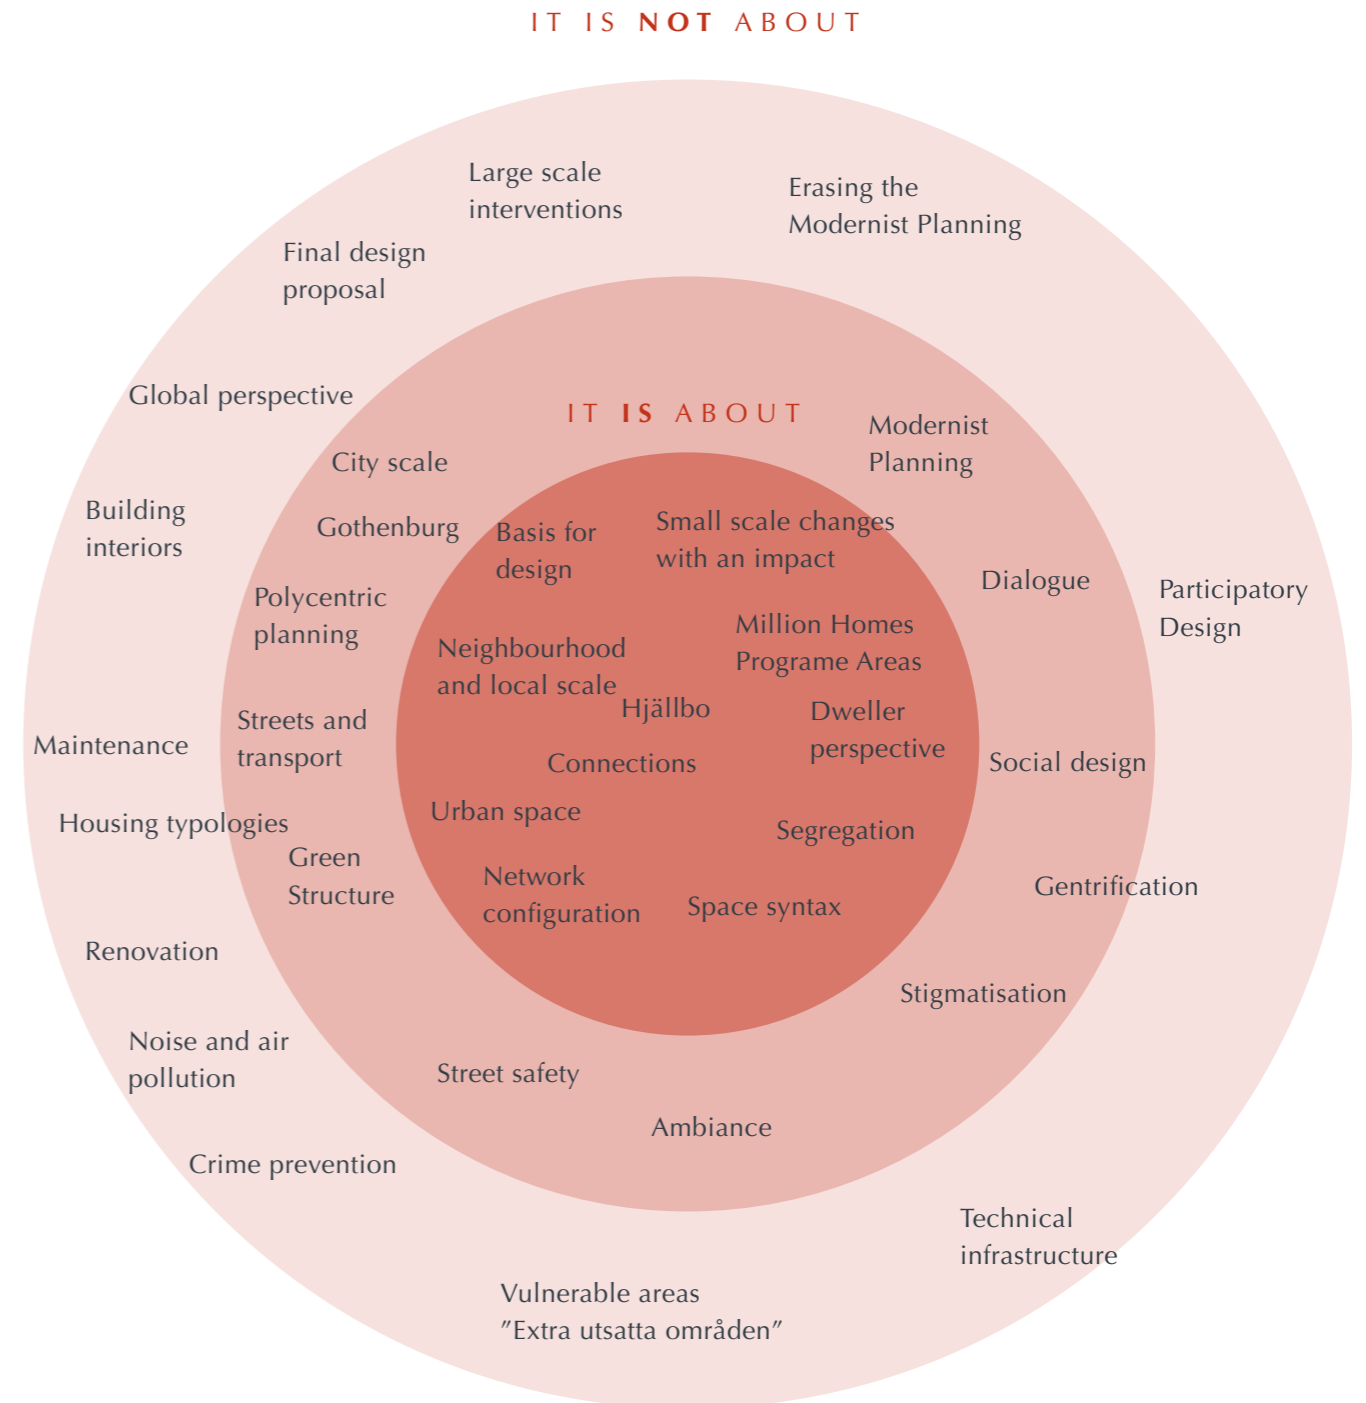 IT IS NOT ABOUT
Large scale
interventions
Erasing the
Modernist Planning
Final design
proposal
Global perspective
IT IS ABOUT
Modernist
Planning
City scale
Building
interiors
Gothenburg
Basis for
design
Small scale changes
with an impact
Dialogue
Participatory
Design
Polycentric
planning
Neighbourhood
and local scale
Million Homes
Programe Areas
Hjällbo
Dweller
perspective
Streets and
transport
Maintenance
Connections
Social design
Urban space
Housing typologies
Segregation
Green
Structure
Network
configuration
Space syntax
Gentrification
Renovation
Stigmatisation
Noise and air
pollution
Street safety
Ambiance
Crime prevention
Technical
infrastructure
Vulnerable areas
"Extra utsatta områden"